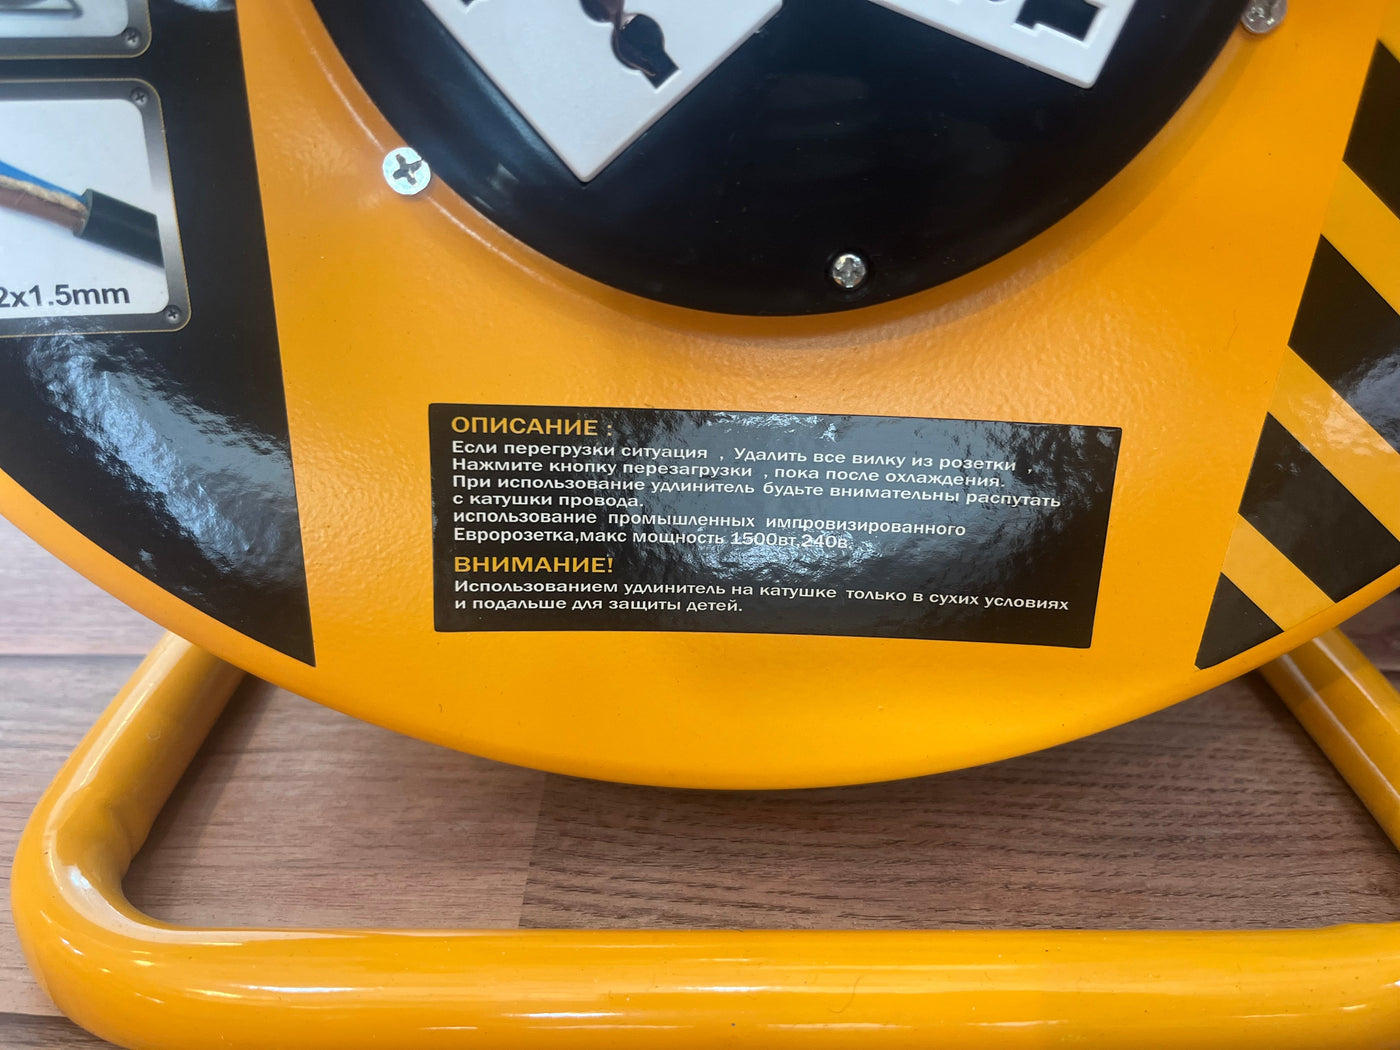 2x1.5mm
ОПИСАНИЕ :
Если перегрузки ситуация , Удалить все вилку из розетки ,
Нажмите кнопку перезагрузки , пока после охлаждения.
При использование удлинитель будьте внимательны распутать
с катушки провода.
использование промышленных импровизированного
Евророзетка,макс мощность 1500вт,240в.
ВНИМАНИЕ!
Использованием удлинитель на катушке только в сухих условиях
и подальше для защиты детей.